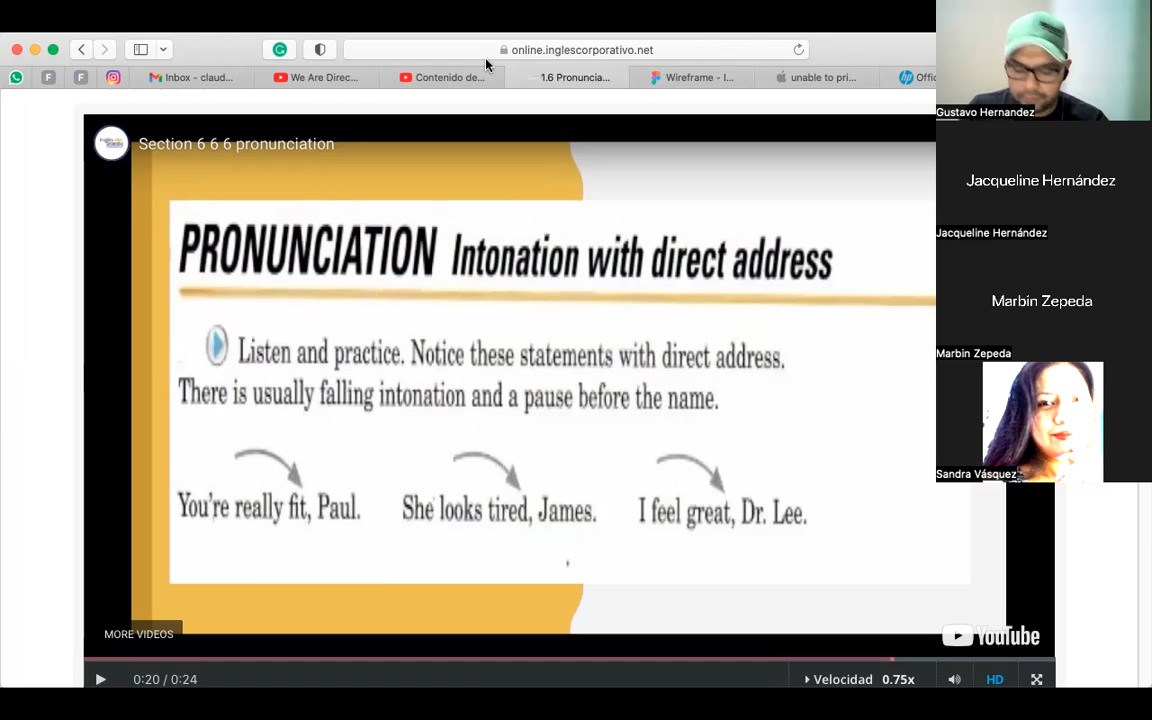 online.inglescorporativo.net
Inbox - claud...
We Are Direc...
Contenido de...
1.6 Pronuncia...
Wireframe - I...
unable to pri...
Offic
Section 6 6 6 pronunciation
PRONUNCIATION Intonation with direct address
Listen and practice. Notice these statements with direct address.
There is usually falling intonation and a pause before the name.
You're really fit, Paul. She looks tired, James. I feel great, Dr. Lee.
MORE VIDEOS
YouTube
0:20 / 0:24
Velocidad 0.75x
HD
Gustavo Hernandez
Jacqueline Hernández
Jacqueline Hernández
Marbin Zepeda
Marbin Zepeda
Sandra Vásquez